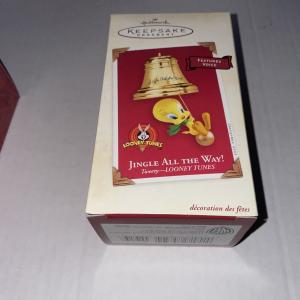 Hallmark
KEEPSAKE
ORNAMENT
FEATURES
VOICE
LOONEY TUNES
JINGLE ALL THE WAY!
Tweety—LOONEY TUNES
décoration des fêtes